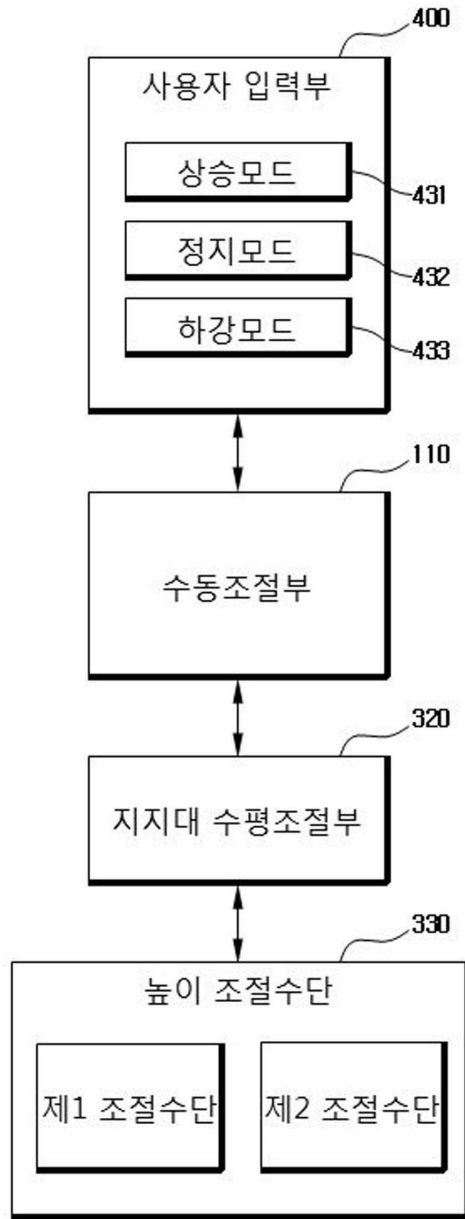 400
사용자 입력부
상승모드
431
정지모드
432
하강모드
433
110
수동조절부
320
지지대 수평조절부
330
높이 조절수단
제1 조절수단 제2 조절수단